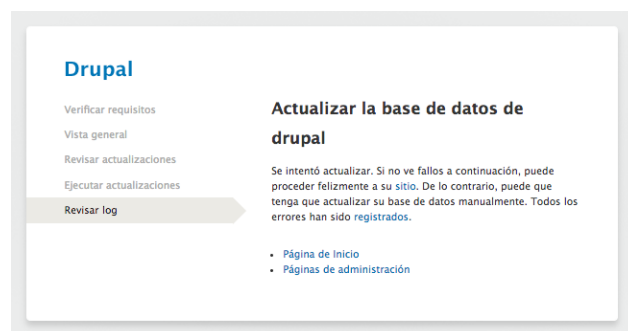 Drupal
Verificar requisitos
Vista general
Revisar actualizaciones
Ejecutar actualizaciones
Revisar log
Actualizar la base de datos de
drupal
Se intentó actualizar. Si no ve fallos a continuación, puede
proceder felizmente a su sitio. De lo contrario, puede que
tenga que actualizar su base de datos manualmente. Todos los
errores han sido registrados.
Página de Inicio
Páginas de administración